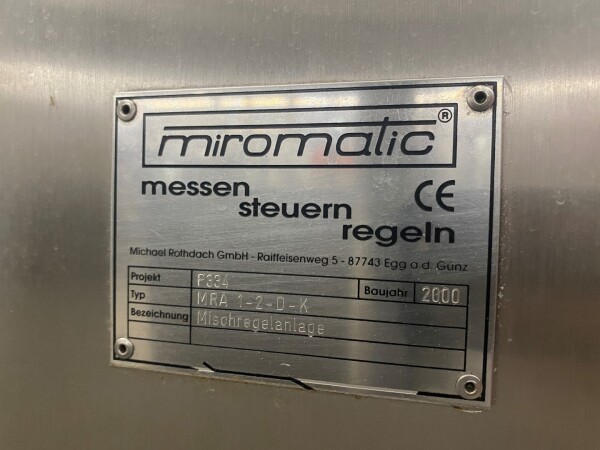 miromatic®
messen
steuern
regeln
CE
Michael Rothdach GmbH - Raiffeisenweg 5 - 87743 Egg a.d. Günz
Projekt P334 Baujahr 2000
Typ MRA 1-2-D-K
Bezeichnung Mischregelanlage